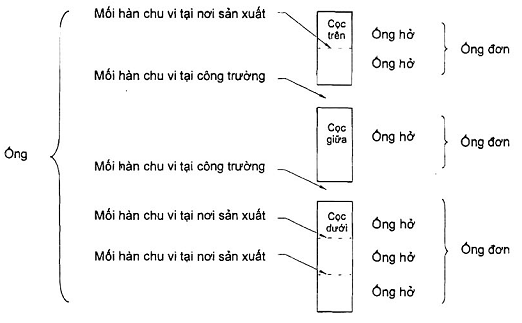 Mối hàn chu vi tại nơi sản xuất
Cọc
trên
Ống hở
Ống đơn
Ống hở
Mối hàn chu vi tại công trường
Cọc
giữa
Ống hở
Ống đơn
Ống
Mối hàn chu vi tại công trường
Mối hàn chu vi tại nơi sản xuất
Cọc
dưới
Ống hở
Mối hàn chu vi tại nơi sản xuất
Ống hở
Ống đơn
Ống hở